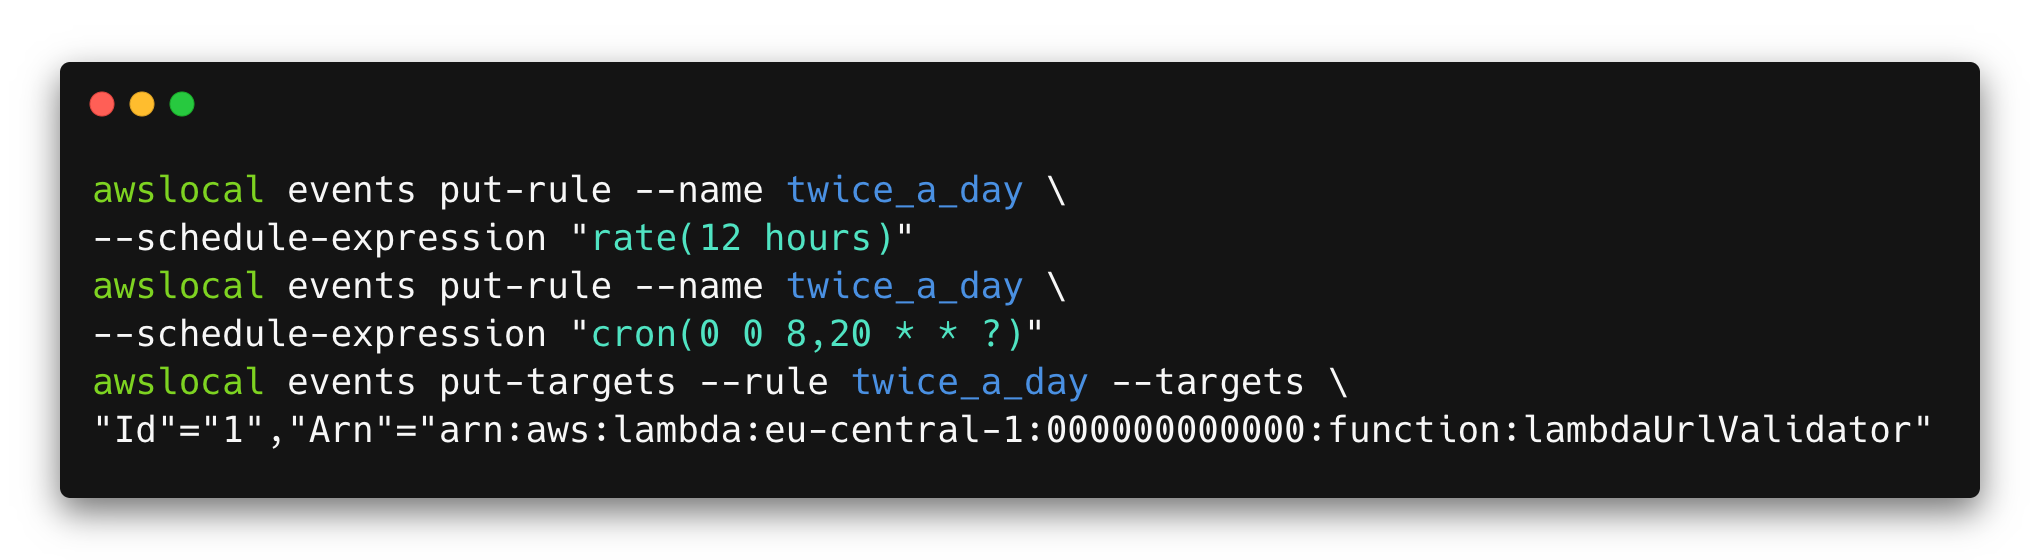 awslocal events put-rule --name twice_a_day \
--schedule-expression "rate(12 hours)"
awslocal events put-rule --name twice_a_day \
--schedule-expression "cron(0 0 8,20 * * ?)"
awslocal events put-targets --rule twice_a_day --targets \
"Id"="1","Arn"="arn:aws:lambda:eu-central-1:000000000000:function:lambdaUrlValidator"